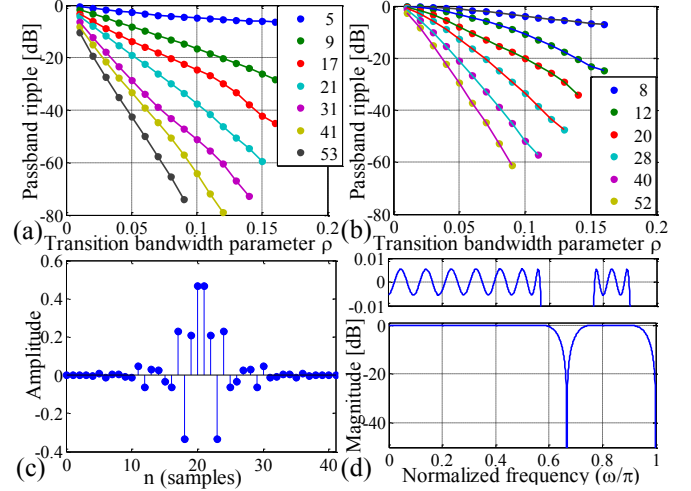 0
-20
-40
-60
-80
Passband ripple [dB]
5
9
17
21
31
41
53
0 0.05 0.1 0.15 0.2
(a) Transition bandwidth parameter ρ
0
-20
-40
-60
-80
Passband ripple [dB]
8
12
20
28
40
52
0 0.05 0.1 0.15 0.2
(b) Transition bandwidth parameter ρ
0.6
0.4
0.2
0
-0.2
-0.4
Amplitude
0 10 20 30 40
(c) n (samples)
0.01
0
-0.01
0
-20
-40
Magnitude [dB]
0 0.2 0.4 0.6 0.8 1
(d) Normalized frequency (ω/π)